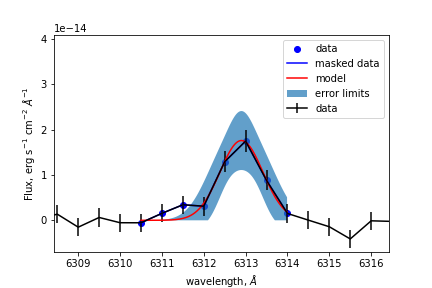 1e−14
4
3
2
1
0
Flux, erg s⁻¹ cm⁻² Å⁻¹
data
masked data
model
error limits
data
6309 6310 6311 6312 6313 6314 6315 6316
wavelength, Å